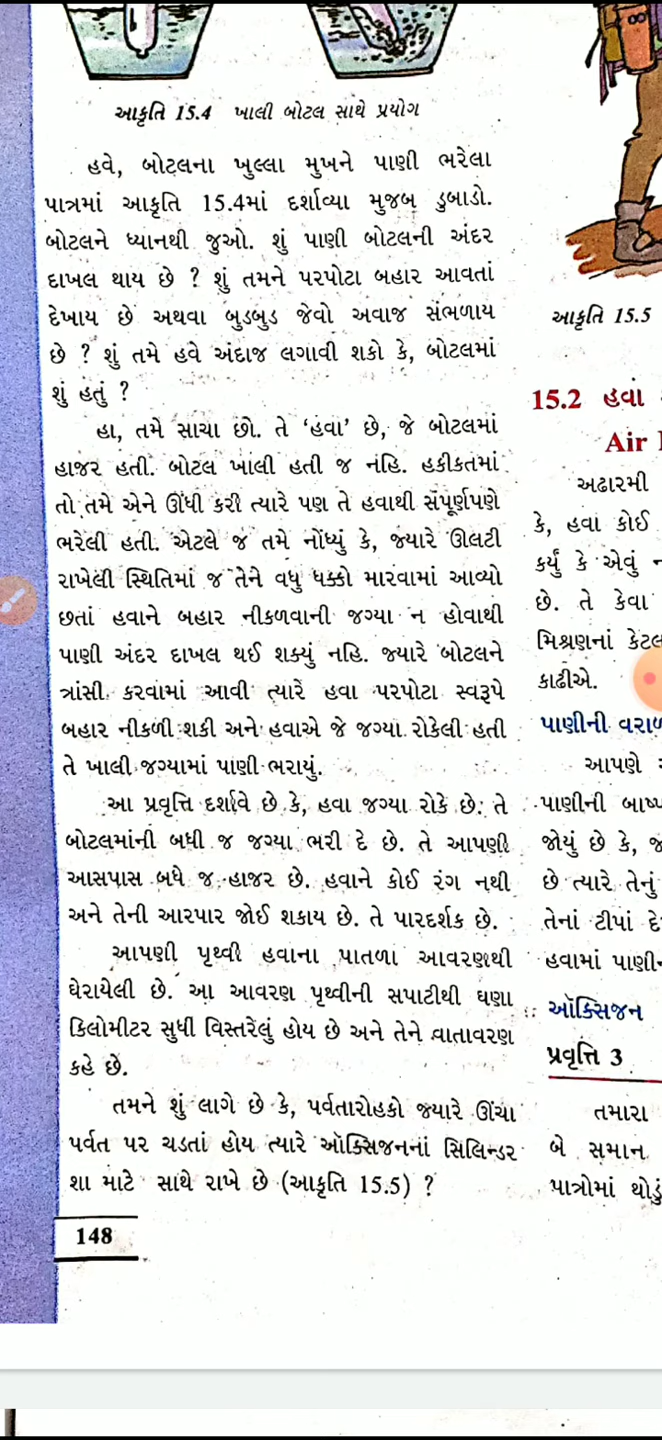 આકૃતિ 15.4 ખાલી બોટલ સાથે પ્રયોગ
હવે, બોટલના ખુલ્લા મુખને પાણી ભરેલા
પાત્રમાં આકૃતિ 15.4માં દર્શાવ્યા મુજબ ડુબાડો.
બોટલને ધ્યાનથી જુઓ. શું પાણી બોટલની અંદર
દાખલ થાય છે ? શું તમને પરપોટા બહાર આવતાં
દેખાય છે અથવા બુડબુડ જેવો અવાજ સંભળાય
છે ? શું તમે હવે અંદાજ લગાવી શકો કે, બોટલમાં
શું હતું ?
હા, તમે સાચા છો. તે ‘હવા’ છે, જે બોટલમાં
હાજર હતી. બોટલ ખાલી હતી જ નહિ. હકીકતમાં
તો તમે એને ઊંધી કરી ત્યારે પણ તે હવાથી સંપૂર્ણપણે
ભરેલી હતી. એટલે જ તમે નોંધ્યું કે, જ્યારે ઊલટી
રાખેલી સ્થિતિમાં જ તેને વધુ ધક્કો મારવામાં આવ્યો
છતાં હવાને બહાર નીકળવાની જગ્યા ન હોવાથી
પાણી અંદર દાખલ થઈ શક્યું નહિ. જ્યારે બોટલને
ત્રાંસી કરવામાં આવી ત્યારે હવા પરપોટા સ્વરૂપે
બહાર નીકળી શકી અને હવાએ જે જગ્યા રોકેલી હતી
તે ખાલી જગ્યામાં પાણી ભરાયું.
આ પ્રવૃત્તિ દર્શાવે છે કે, હવા જગ્યા રોકે છે. તે
બોટલમાંની બધી જ જગ્યા ભરી દે છે. તે આપણી
આસપાસ બધે જ હાજર છે. હવાને કોઈ રંગ નથી
અને તેની આરપાર જોઈ શકાય છે. તે પારદર્શક છે.
આપણી પૃથ્વી હવાના પાતળા આવરણથી
ઘેરાયેલી છે. આ આવરણ પૃથ્વીની સપાટીથી ઘણા
કિલોમીટર સુધી વિસ્તરેલું હોય છે અને તેને વાતાવરણ
કહે છે.
તમને શું લાગે છે કે, પર્વતારોહકો જ્યારે ઊંચા
પર્વત પર ચડતાં હોય ત્યારે ઑક્સિજનનાં સિલિન્ડર
શા માટે સાથે રાખે છે (આકૃતિ 15.5) ?
148
આકૃતિ 15.5
15.2 હવા
Air
અઢારમી
કે, હવા કોઈ
કર્યું કે એવું
છે. તે કેવા
મિશ્રણનાં કેટલ
કાઢીએ.
પાણીની વરાળ
આપણે
પાણીની બાષ્પ
જોયું છે કે, જ
છે ત્યારે તેનું
તેનાં ટીપાં દે
હવામાં પાણી
ઑક્સિજન
પ્રવૃત્તિ 3
તમારા
બે સમાન
પાત્રોમાં થોડું